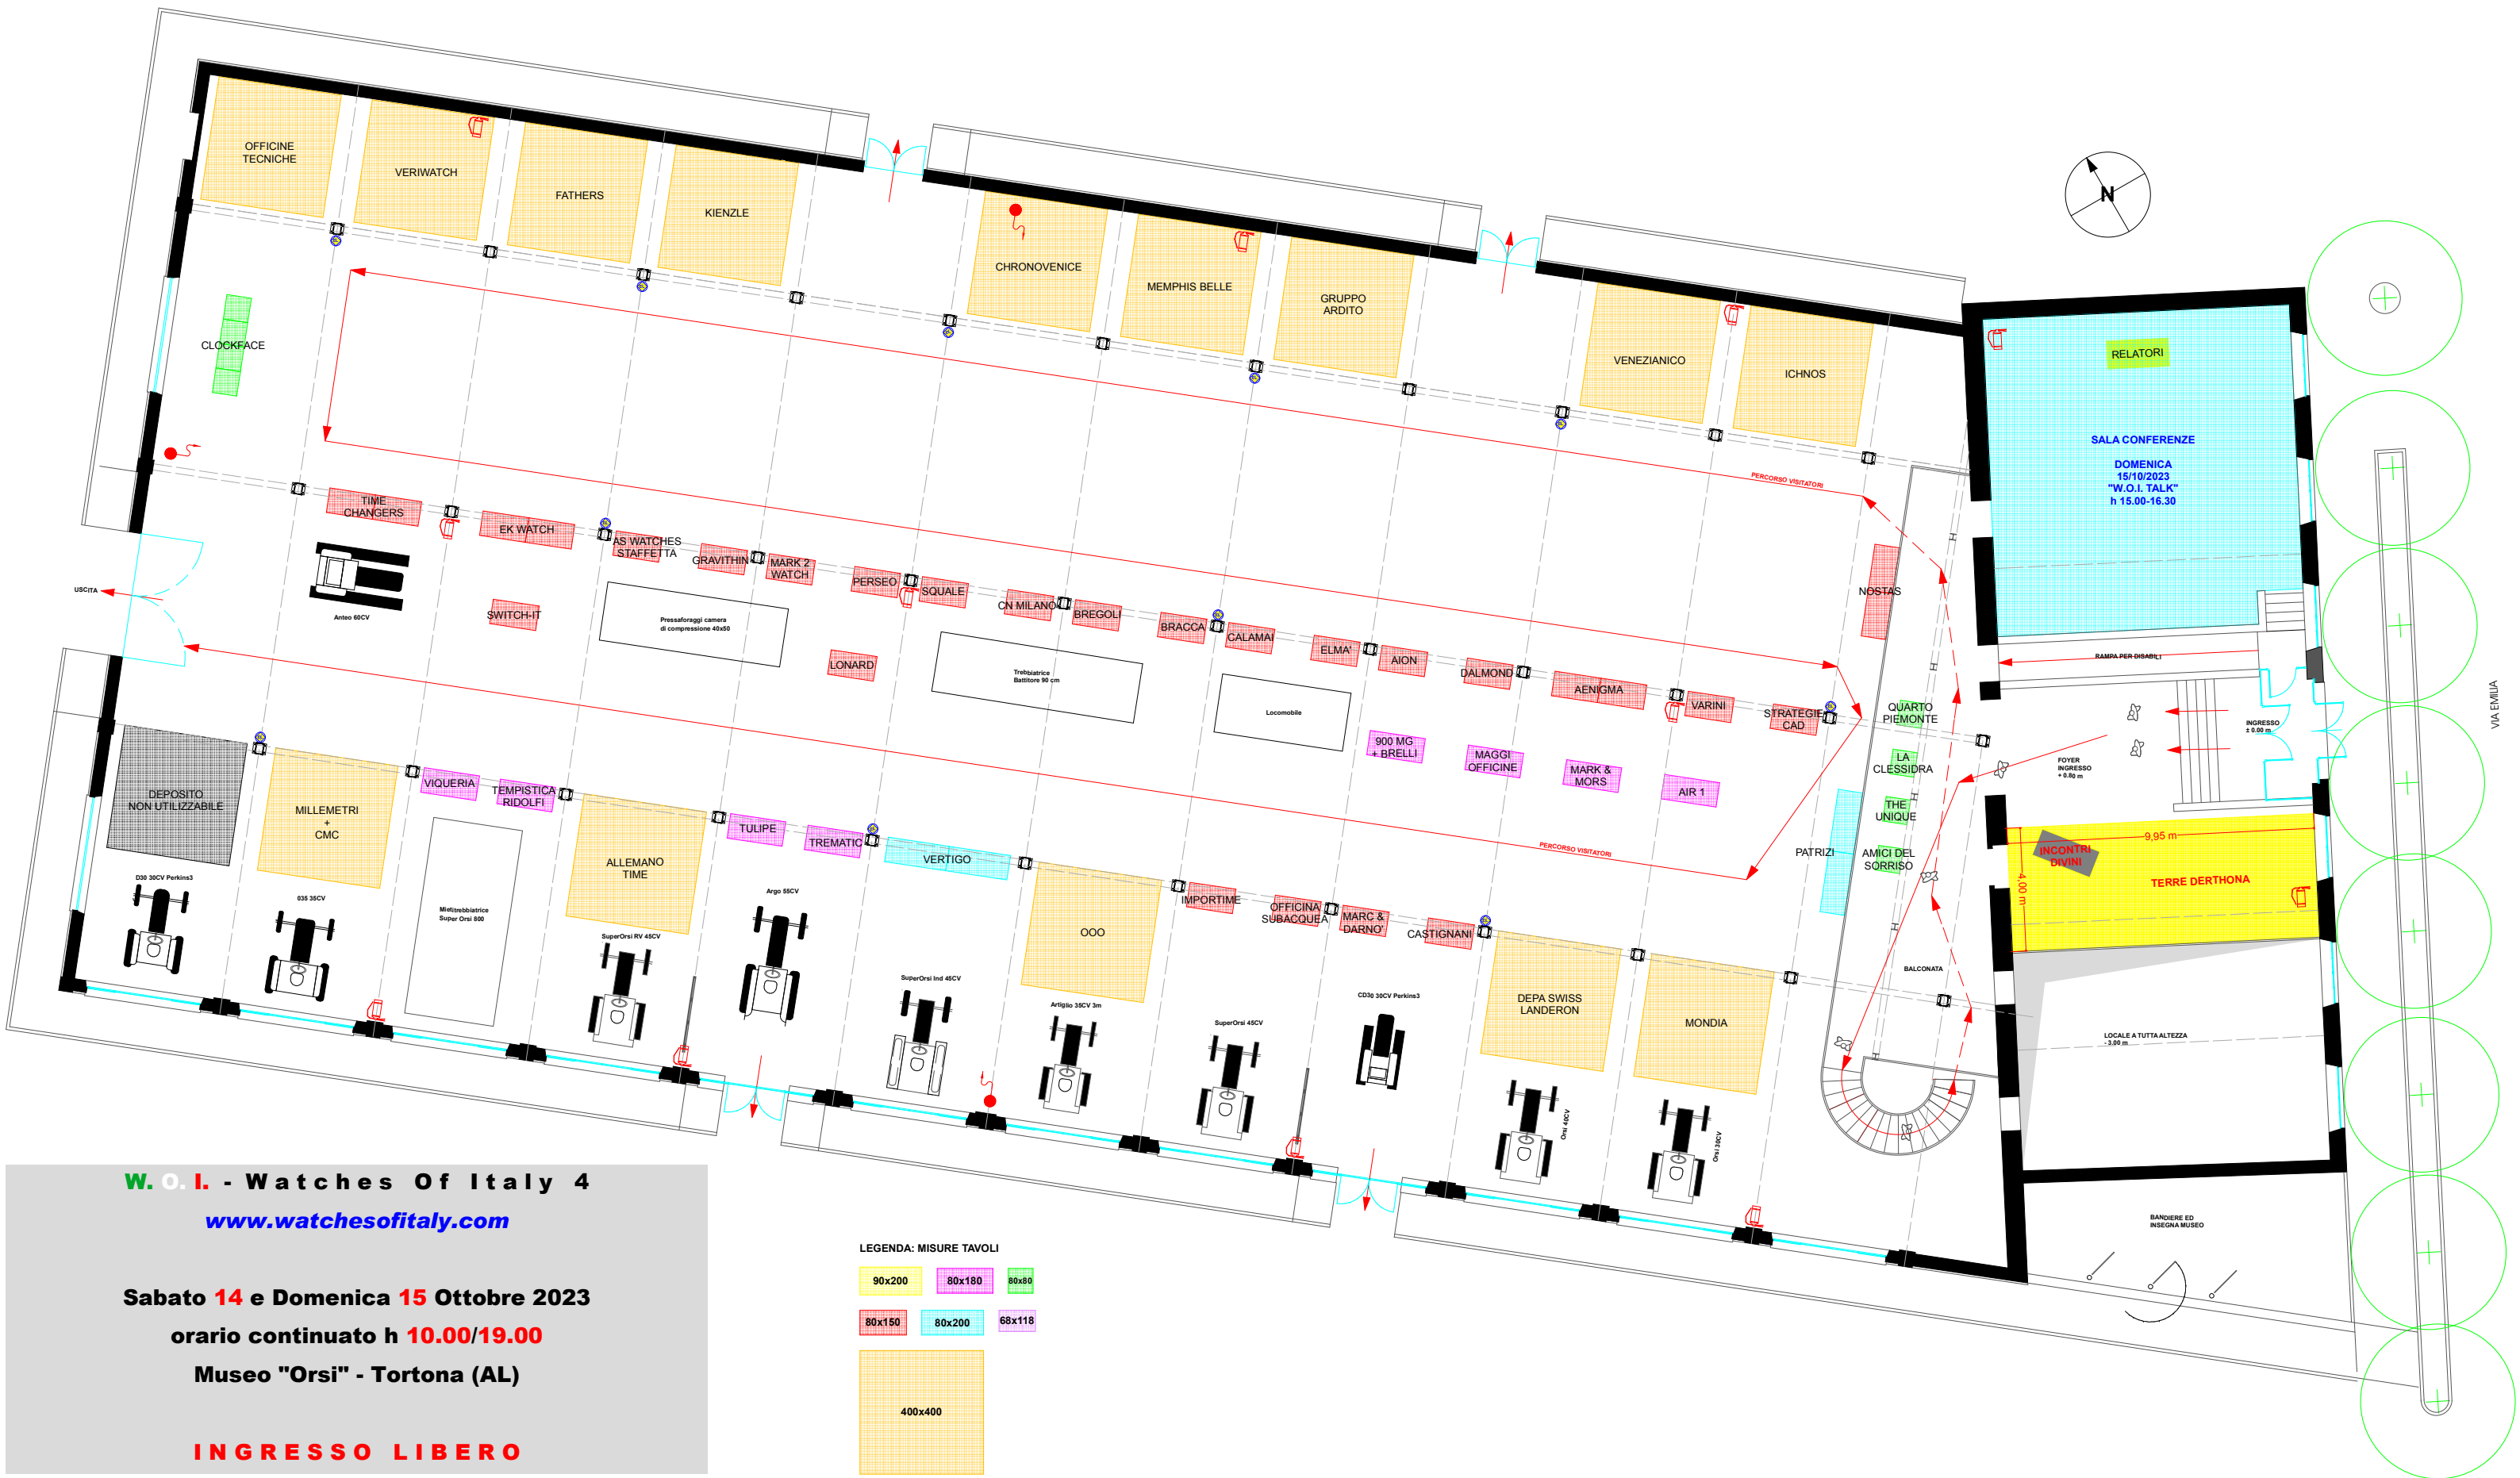 OFFICINE
TECNICHE
VERIWATCH
FATHERS
KIENZLE
CHRONOVENICE
MEMPHIS BELLE
GRUPPO
ARDITO
VENEZIANICO
ICHNOS
N
RELATORI
SALA CONFERENZE
DOMENICA
15/10/2023
"W.O.I. TALK"
h 15.00-16.30
CLOCKFACE
PERCORSO VISITATORI
TIME
CHANGERS
EK WATCH
AS WATCHES
STAFFETTA
GRAVITHIN
MARK 2
WATCH
PERSEO
SQUALE
CN MILANO
BREGOLI
BRACCA
CALAMAI
ELMA'
AION
DALMOND
AENIGMA
VARINI
STRATEGIE
CAD
NOSTAS
USCITA
Anteo 60CV
SWITCH-IT
Pressaforaggi camera
di compressione 40x50
LONARD
Trebbiatrice
Battitore 90 cm
Locomobile
900 MG
+ BRELLI
MAGGI
OFFICINE
MARK &
MORS
AIR 1
QUARTO
PIEMONTE
LA
CLESSIDRA
THE
UNIQUE
AMICI DEL
SORRISO
PATRIZI
RAMPA PER DISABILI
INGRESSO
± 0.00 m
FOYER
INGRESSO
+ 0.80 m
VIA EMILIA
DEPOSITO
NON UTILIZZABILE
MILLEMETRI
+
CMC
VIQUERIA
TEMPISTICA
RIDOLFI
ALLEMANO
TIME
TULIPE
TREMATIC
VERTIGO
PERCORSO VISITATORI
OOO
IMPORTIME
OFFICINA
SUBACQUEA
MARC &
DARNO'
CASTIGNANI
DEPA SWISS
LANDERON
MONDIA
9,95 m
4,00 m
INCONTRI
DIVINI
TERRE DERTHONA
BALCONATA
LOCALE A TUTTA ALTEZZA
- 3.00 m
D30 30CV Perkins3
035 35CV
Mietitrebbiatrice
Super Orsi 800
SuperOrsi RV 45CV
Argo 55CV
SuperOrsi Ind 45CV
Artiglio 35CV 3m
SuperOrsi 45CV
CD30 30CV Perkins3
Orsi 40CV
Orsi 30CV
BANDIERE ED
INSEGNA MUSEO
W. O. I. - Watches Of Italy 4
www.watchesofitaly.com
Sabato 14 e Domenica 15 Ottobre 2023
orario continuato h 10.00/19.00
Museo "Orsi" - Tortona (AL)
INGRESSO LIBERO
LEGENDA: MISURE TAVOLI
90x200
80x180
80x80
80x150
80x200
68x118
400x400